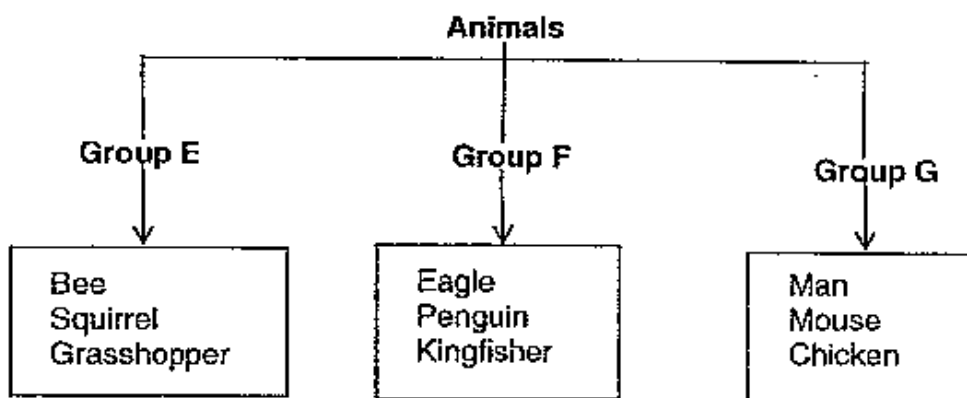 Animals
Group E
Group F
Group G
Bee
Squirrel
Grasshopper
Eagle
Penguin
Kingfisher
Man
Mouse
Chicken